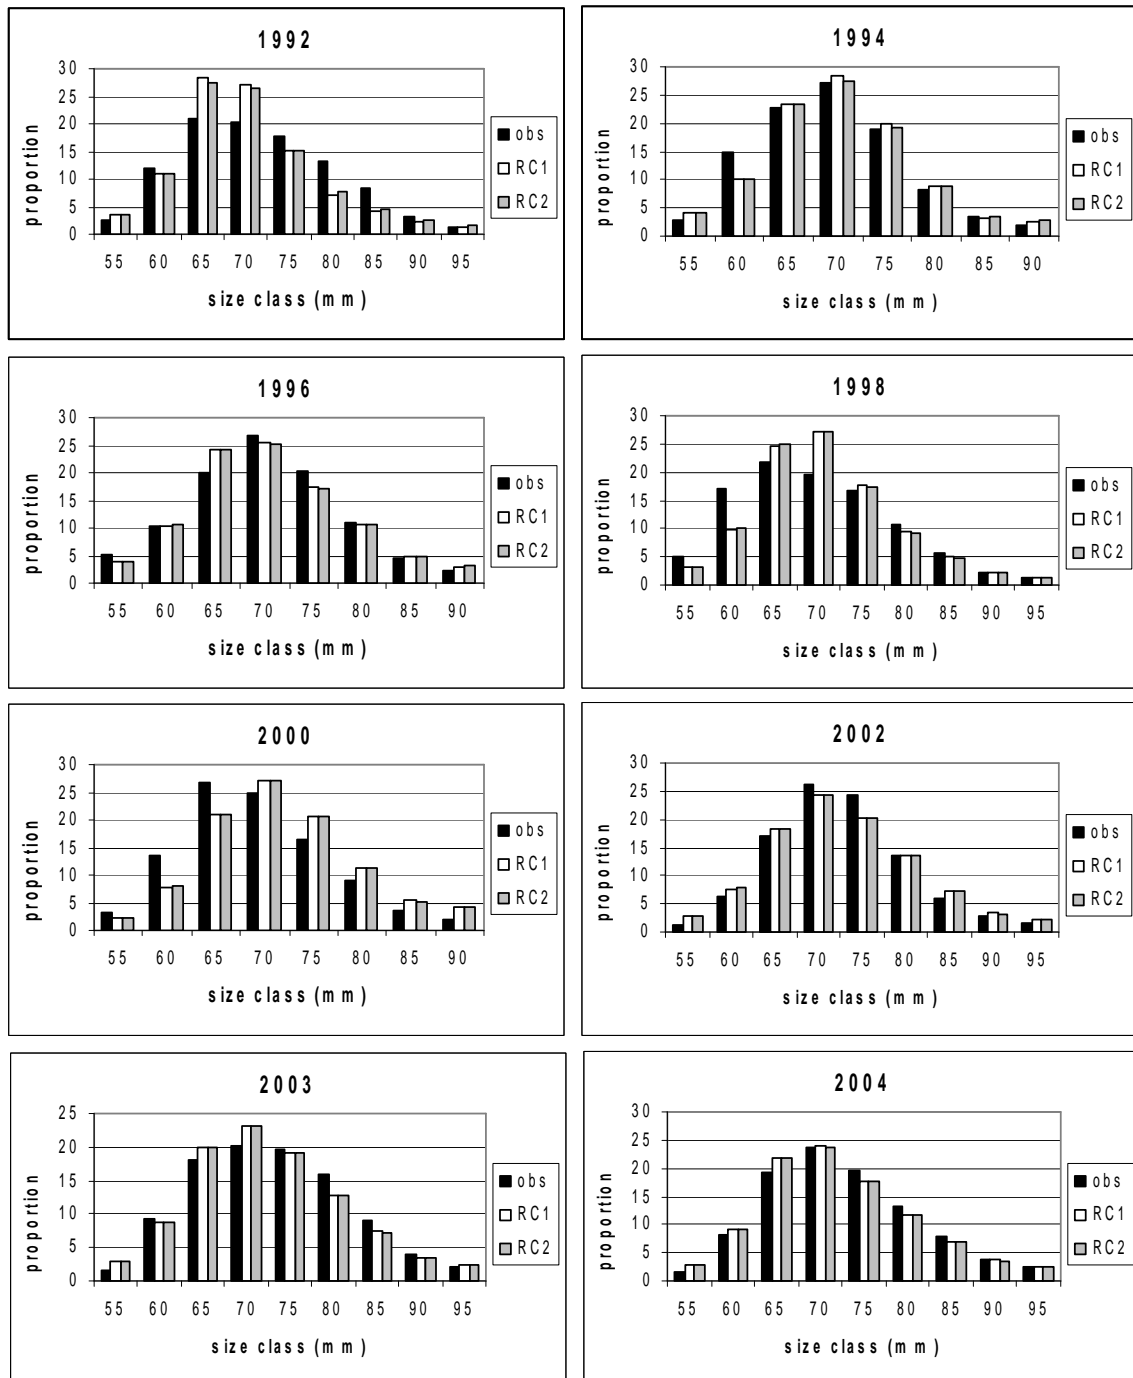 1992
30
25
20
15
10
5
0
proportion
55 60 65 70 75 80 85 90 95
size class (mm)
obs
RC1
RC2
1994
30
25
20
15
10
5
0
proportion
55 60 65 70 75 80 85 90
size class (mm)
obs
RC1
RC2
1996
30
25
20
15
10
5
0
proportion
55 60 65 70 75 80 85 90
size class (mm)
obs
RC1
RC2
1998
30
25
20
15
10
5
0
proportion
55 60 65 70 75 80 85 90 95
size class (mm)
obs
RC1
RC2
2000
30
25
20
15
10
5
0
proportion
55 60 65 70 75 80 85 90
size class (mm)
obs
RC1
RC2
2002
30
25
20
15
10
5
0
proportion
55 60 65 70 75 80 85 90 95
size class (mm)
obs
RC1
RC2
2003
25
20
15
10
5
0
proportion
55 60 65 70 75 80 85 90 95
size class (mm)
obs
RC1
RC2
2004
30
25
20
15
10
5
0
proportion
55 60 65 70 75 80 85 90 95
size class (mm)
obs
RC1
RC2